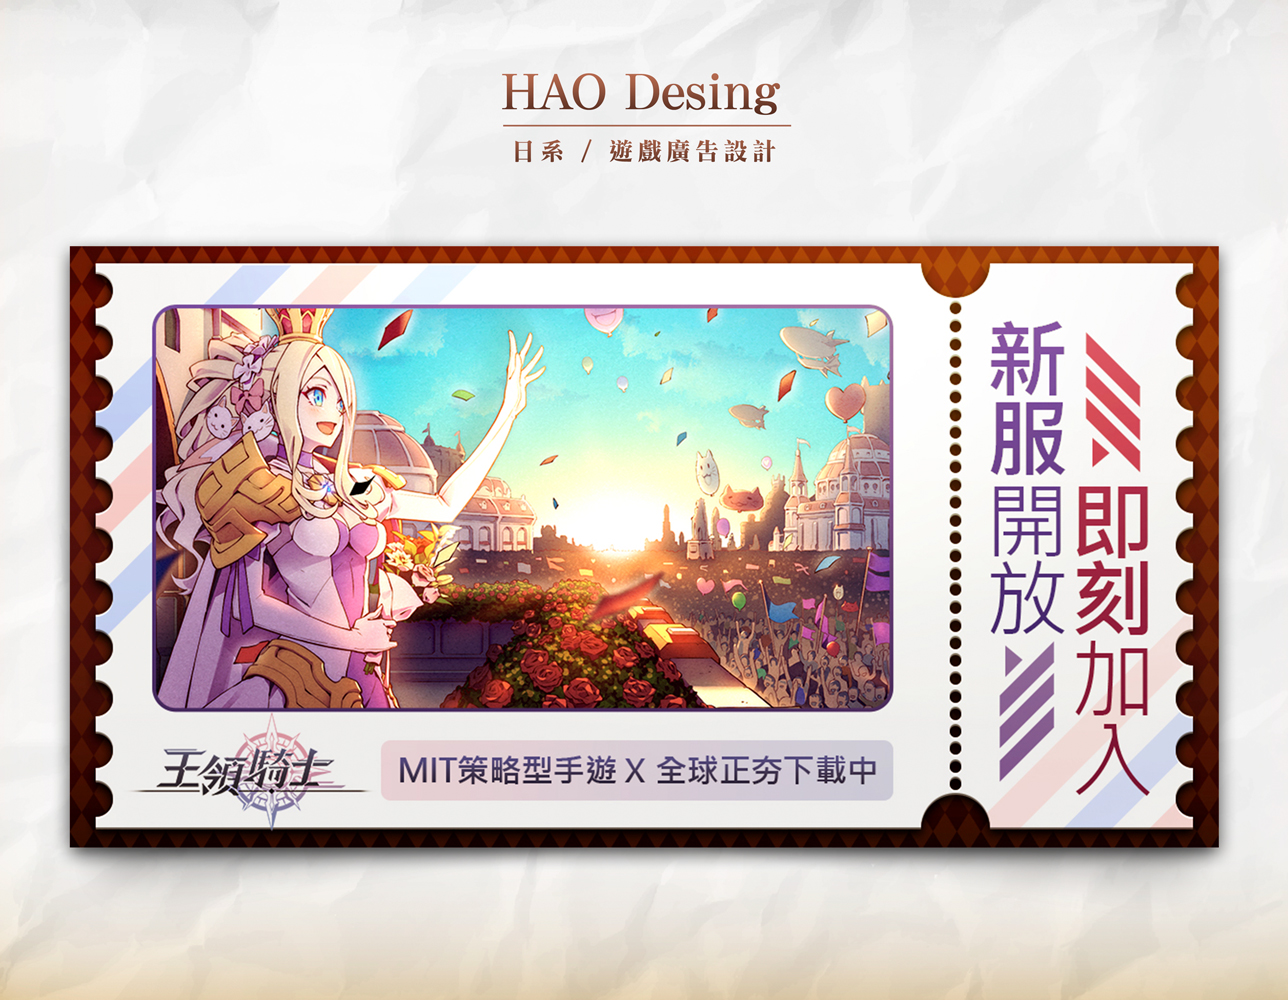 HAO Desing
日系 / 遊戲廣告設計
新服開放
即刻加入
王領騎士
MIT策略型手遊 X 全球正夯下載中